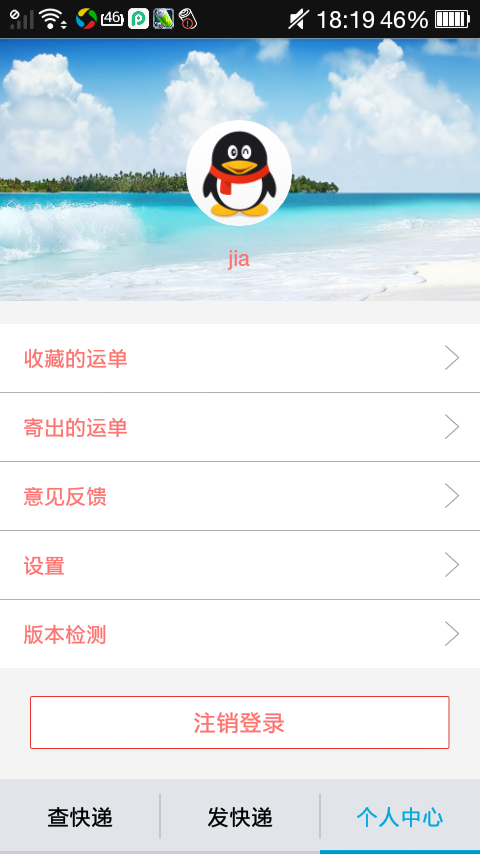 46
18:19 46%
jia
收藏的运单
寄出的运单
意见反馈
设置
版本检测
注销登录
查快递 发快递 个人中心